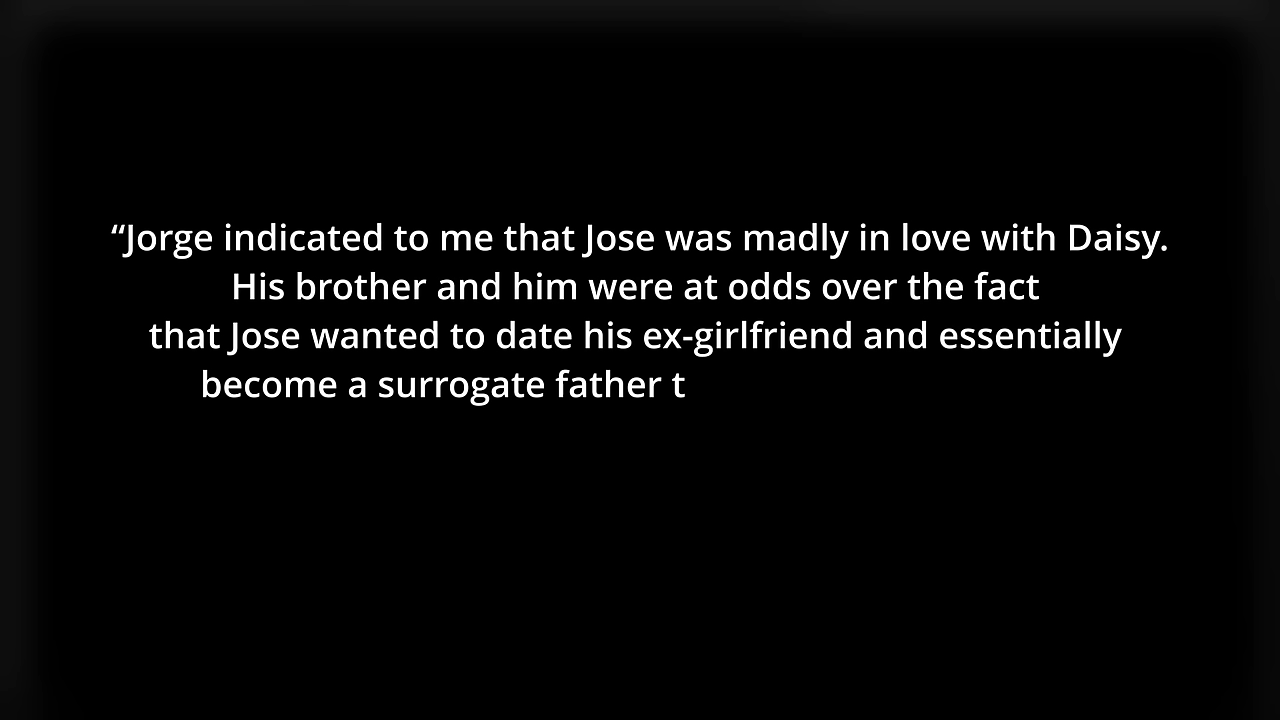 “Jorge indicated to me that Jose was madly in love with Daisy.
His brother and him were at odds over the fact
that Jose wanted to date his ex-girlfriend and essentially
become a surrogate father t